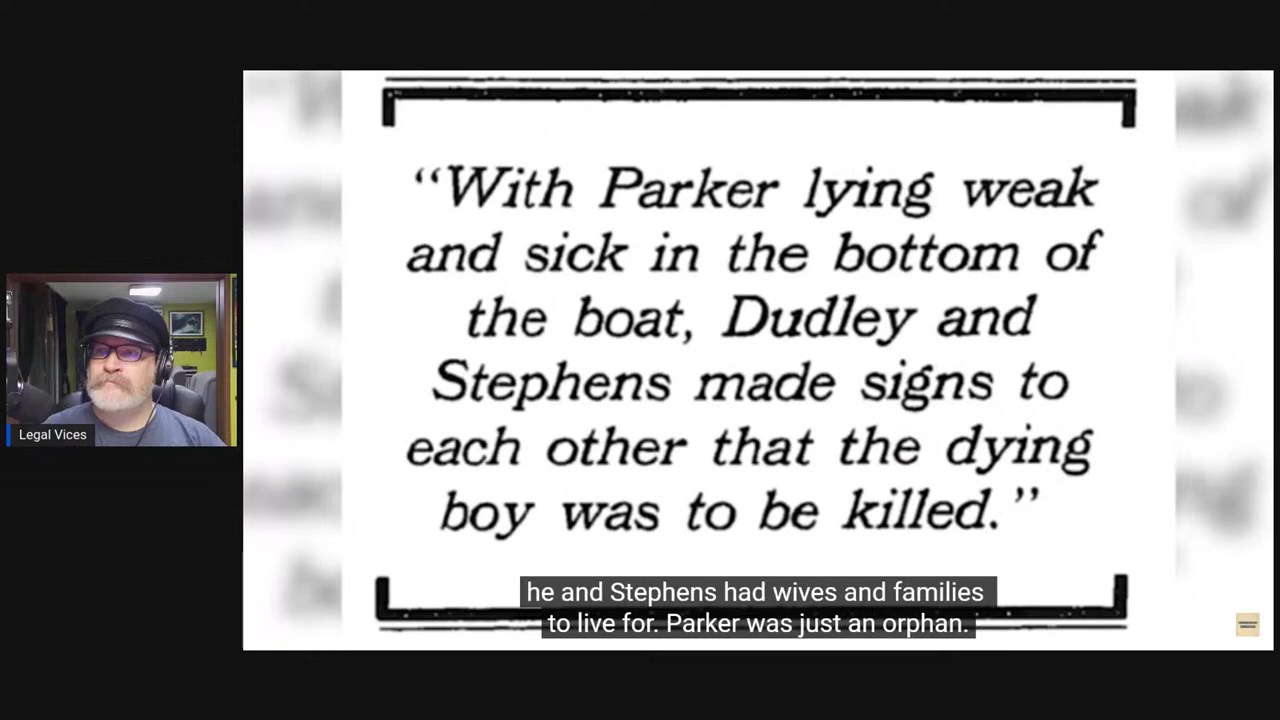 “With Parker lying weak
and sick in the bottom of
the boat, Dudley and
Stephens made signs to
each other that the dying
boy was to be killed.”
he and Stephens had wives and families
to live for. Parker was just an orphan.
Legal Vices